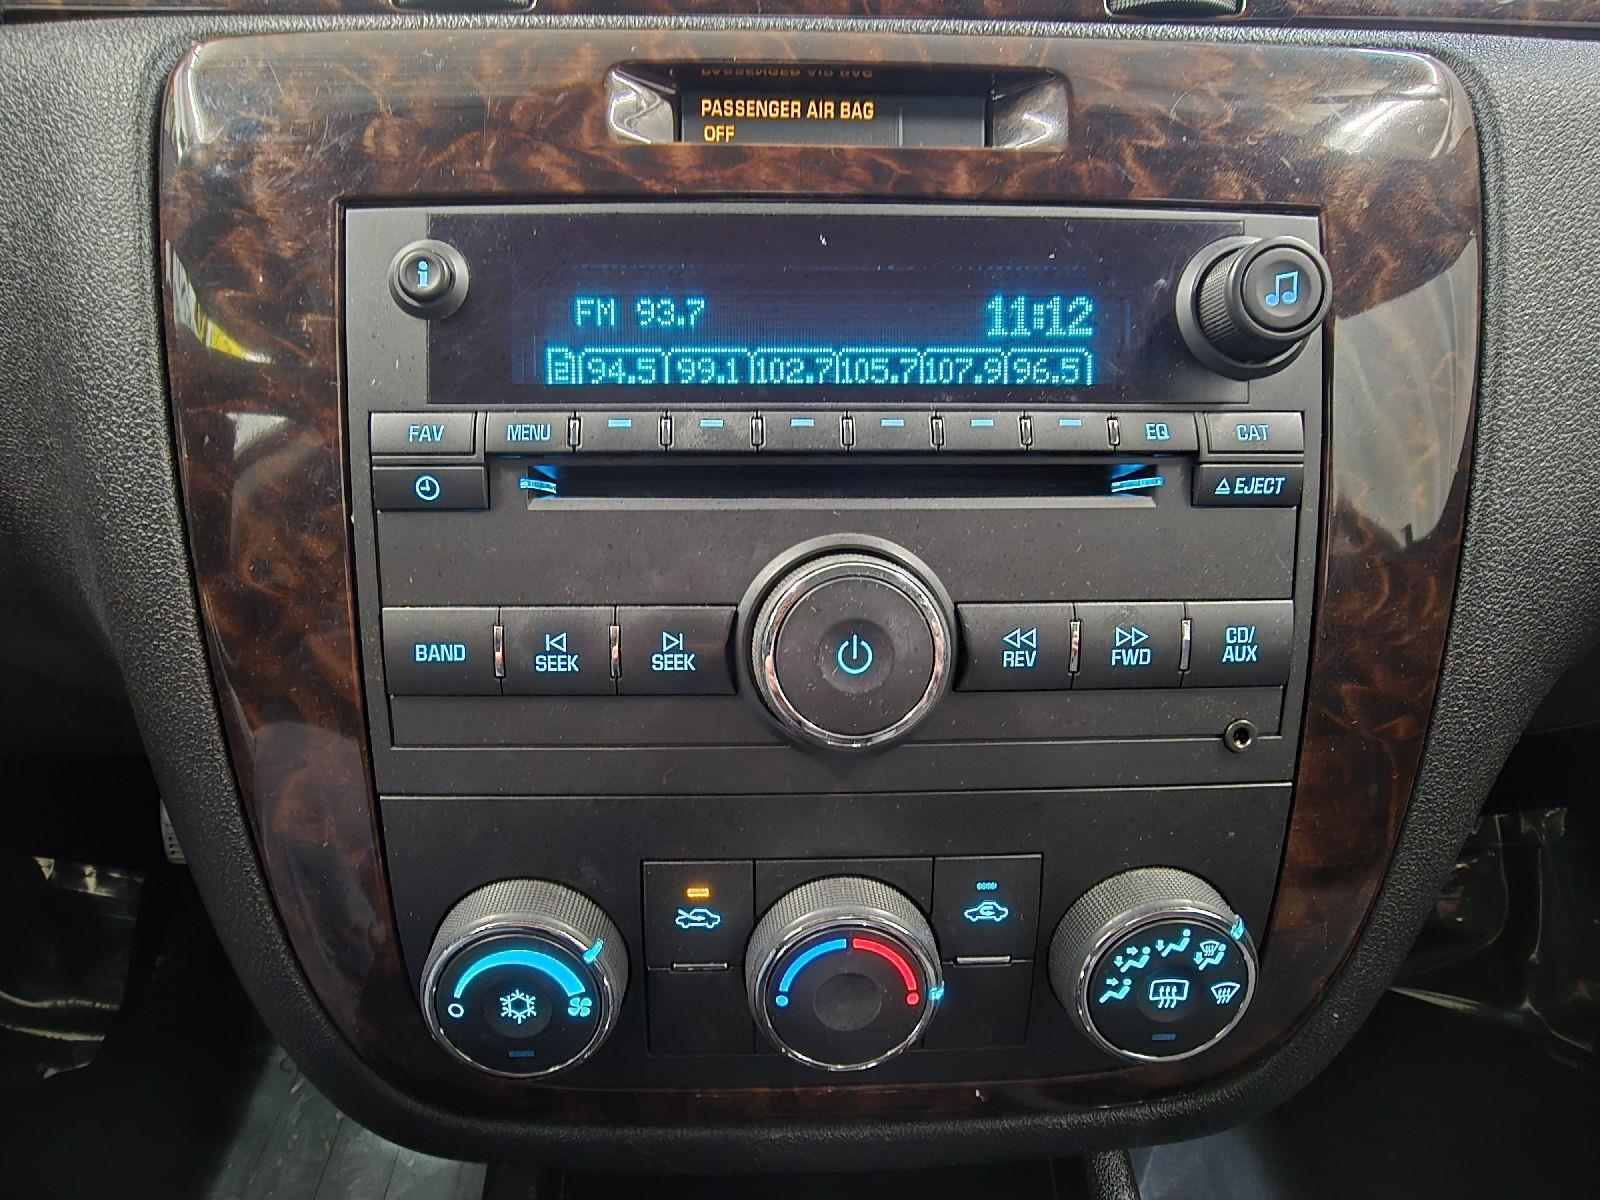 PASSENGER AIR BAG
OFF
i
FM 93.7 11:12
2 94.5 99.1 102.7 105.7 107.9 96.5
FAV MENU EQ CAT
EJECT
BAND SEEK SEEK REV FWD CD/
AUX